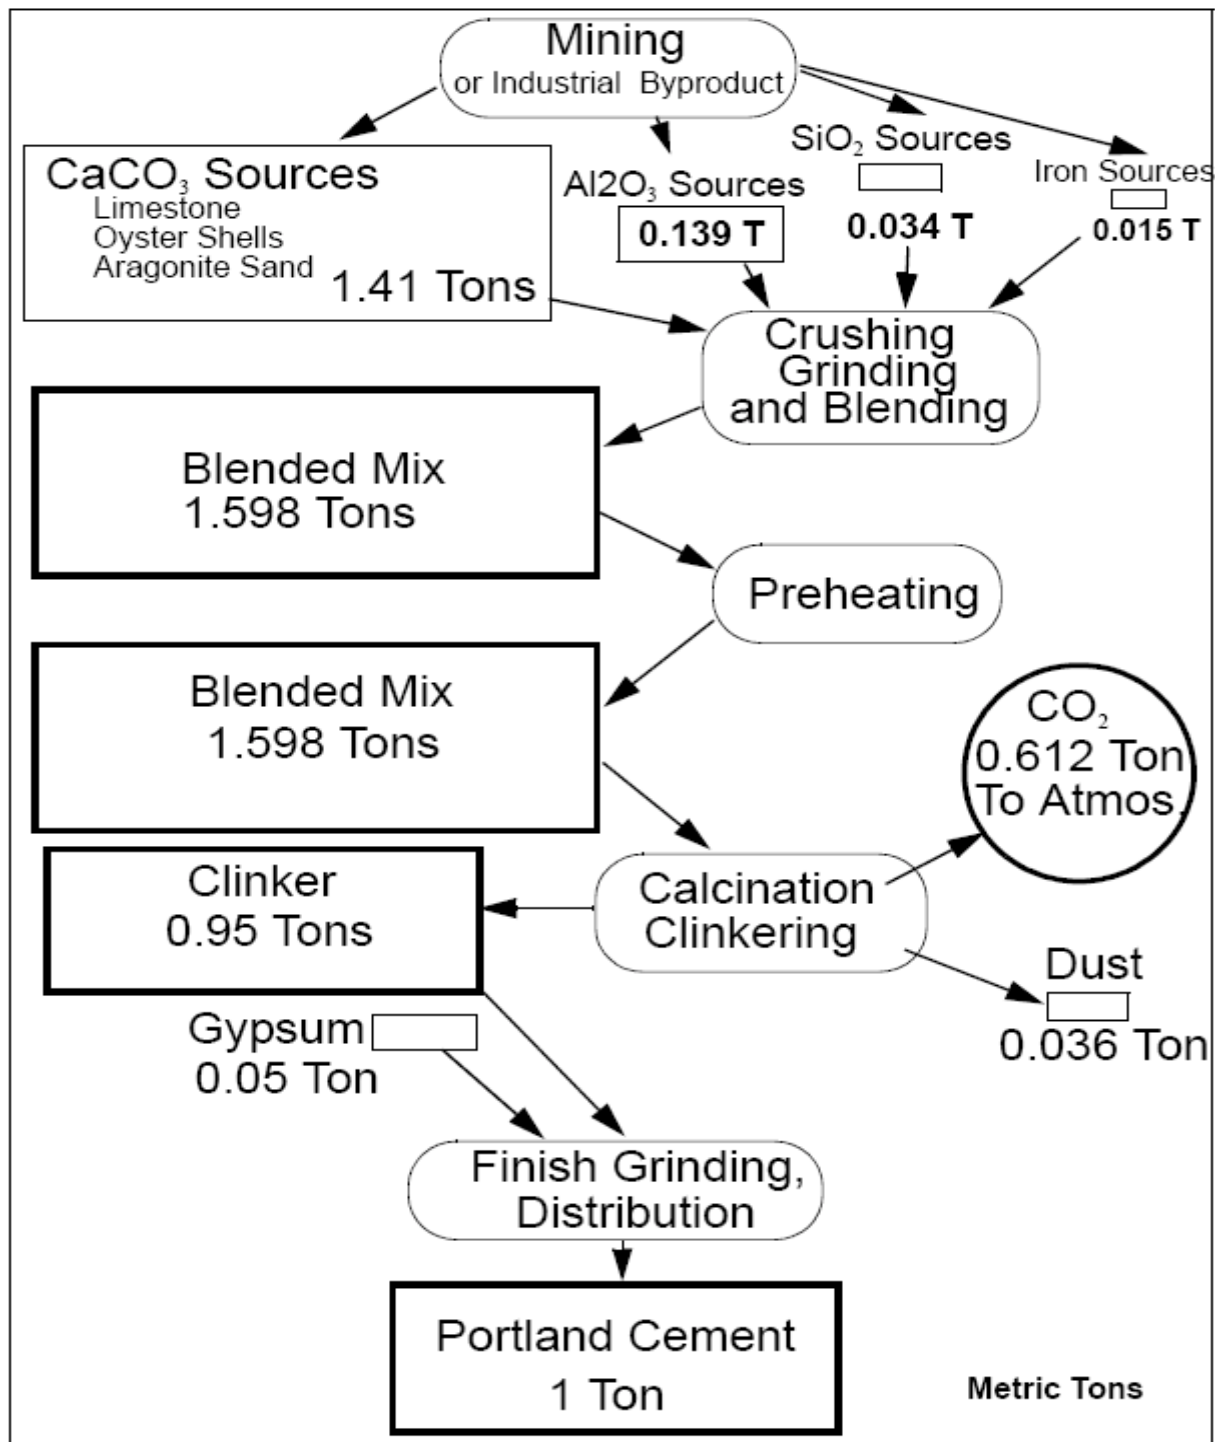 Mining
or Industrial Byproduct
CaCO₃ Sources
Limestone
Oyster Shells
Aragonite Sand
1.41 Tons
Al2O₃ Sources
0.139 T
SiO₂ Sources
0.034 T
Iron Sources
0.015 T
Crushing
Grinding
and Blending
Blended Mix
1.598 Tons
Preheating
Blended Mix
1.598 Tons
CO₂
0.612 Ton
To Atmos.
Calcination
Clinkering
Clinker
0.95 Tons
Dust
0.036 Ton
Gypsum
0.05 Ton
Finish Grinding,
Distribution
Portland Cement
1 Ton
Metric Tons